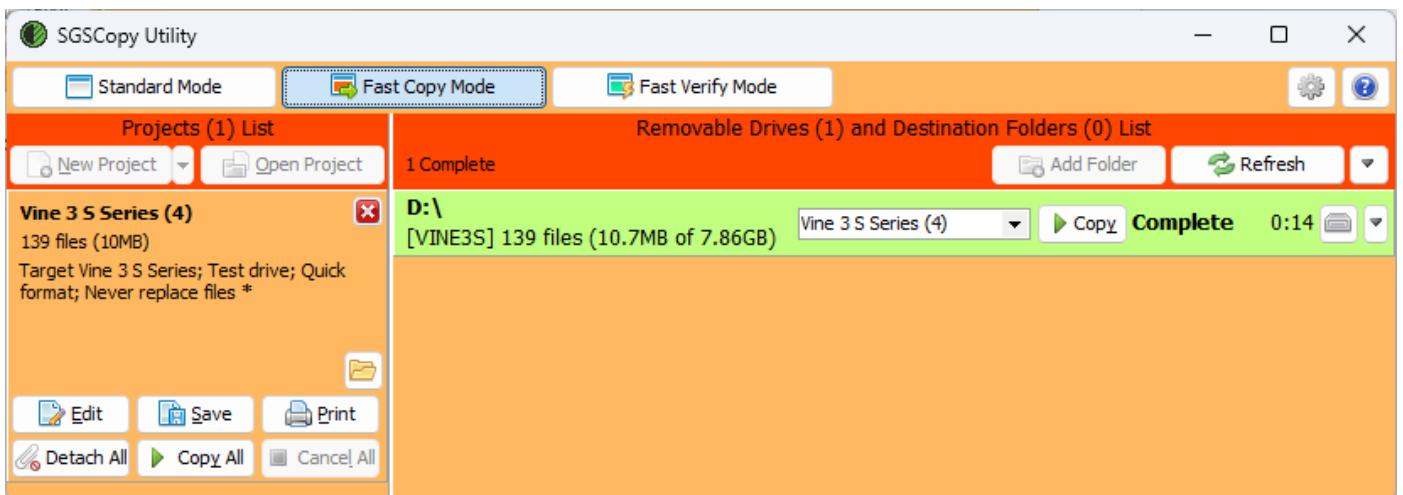 SGSCopy Utility
Standard Mode
Fast Copy Mode
Fast Verify Mode
Projects (1) List
New Project
Open Project
Vine 3 S Series (4)
139 files (10MB)
Target Vine 3 S Series; Test drive; Quick
format; Never replace files *
Edit
Save
Print
Detach All
Copy All
Cancel All
Removable Drives (1) and Destination Folders (0) List
1 Complete
Add Folder
Refresh
D:\
[VINE3S] 139 files (10.7MB of 7.86GB)
Vine 3 S Series (4)
Copy
Complete
0:14